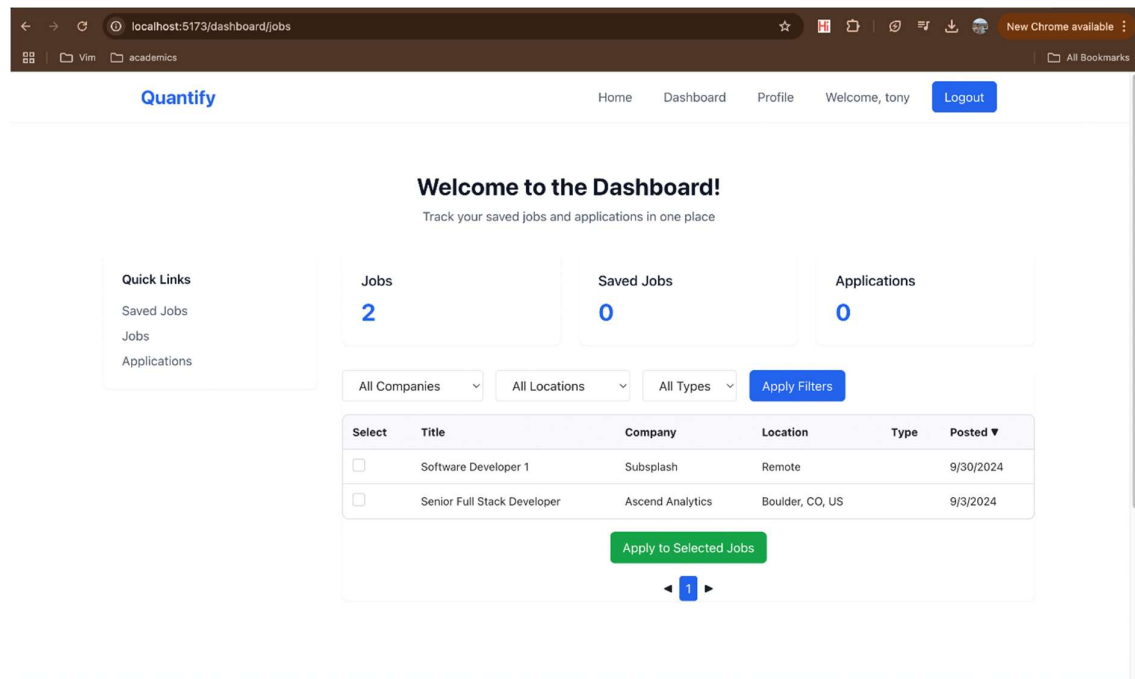 localhost:5173/dashboard/jobs
Hi
New Chrome available
Vim academics All Bookmarks
Quantify Home Dashboard Profile Welcome, tony Logout
Welcome to the Dashboard!
Track your saved jobs and applications in one place
Quick Links
Saved Jobs
Jobs
Applications
Jobs Saved Jobs Applications
2 0 0
All Companies All Locations All Types Apply Filters
Select Title Company Location Type Posted ▼
Software Developer 1 Subsplash Remote 9/30/2024
Senior Full Stack Developer Ascend Analytics Boulder, CO, US 9/3/2024
Apply to Selected Jobs
◄ 1 ►